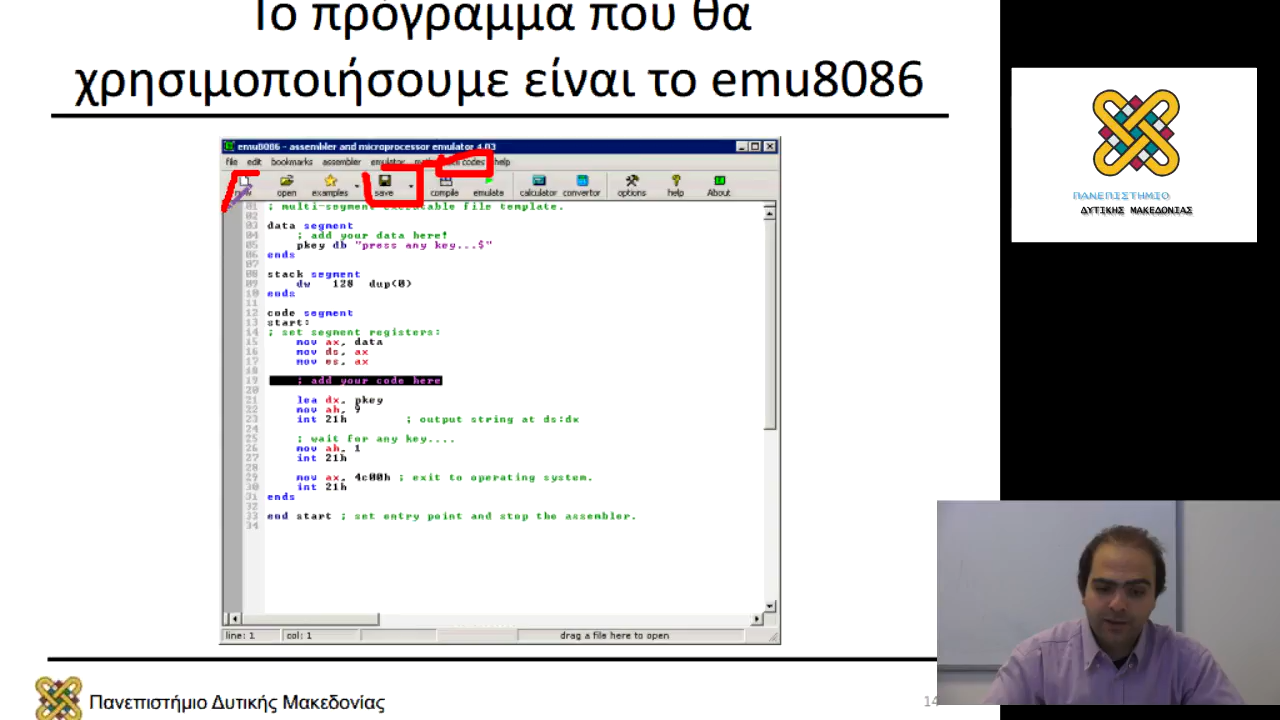 Το πρόγραμμα που θα
χρησιμοποιήσουμε είναι το emu8086
emu8086 - assembler and microprocessor emulator 4.03
file edit bookmarks assembler emulator codes help
open examples save compile emulate calculator convertor options help About
01 ; multi-segment executable file template.
02
03 data segment
04 ; add your data here!
05 pkey db "press any key...$"
06 ends
07
08 stack segment
09 dw 128 dup(0)
10 ends
11
12 code segment
13 start:
14 ; set segment registers:
15 mov ax, data
16 mov ds, ax
17 mov es, ax
18
19 ; add your code here
20
21 lea dx, pkey
22 mov ah, 9
23 int 21h ; output string at ds:dx
24
25 ; wait for any key....
26 mov ah, 1
27 int 21h
28
29 mov ax, 4c00h ; exit to operating system.
30 int 21h
31 ends
32
33 end start ; set entry point and stop the assembler.
34
line: 1 col: 1 drag a file here to open
Πανεπιστήμιο Δυτικής Μακεδονίας
14
ΠΑΝΕΠΙΣΤΗΜΙΟ
ΔΥΤΙΚΗΣ ΜΑΚΕΔΟΝΙΑΣ